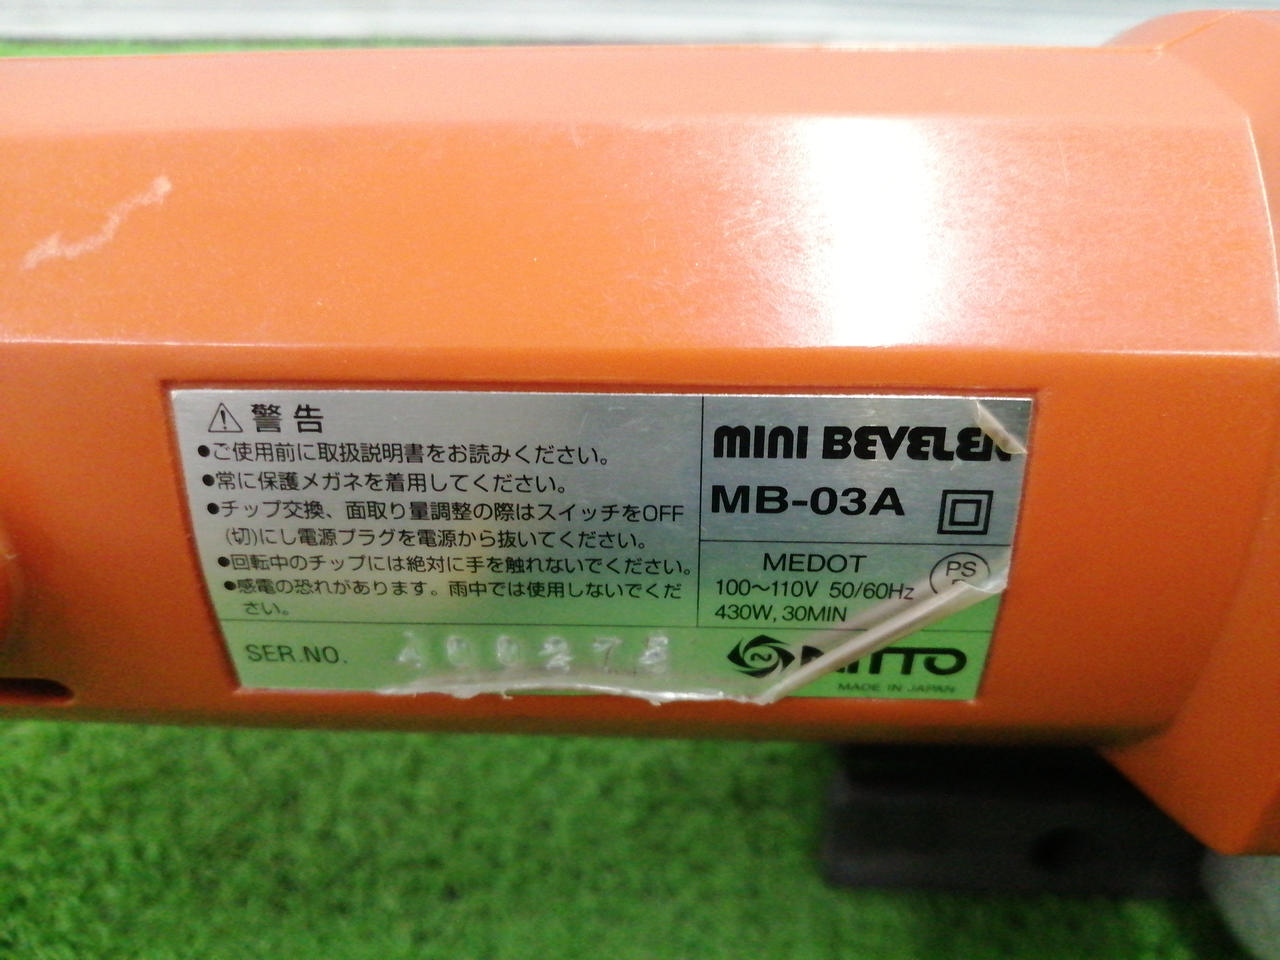 警告
●ご使用前に取扱説明書をお読みください。
●常に保護メガネを着用してください。
●チップ交換、面取り量調整の際はスイッチをOFF
(切)にし電源プラグを電源から抜いてください。
●回転中のチップには絶対に手を触れないでください。
●感電の恐れがあります。雨中では使用しないでくだ
さい。
SER.NO.
MINI BEVELER
MB-03A
MEDOT
100〜110V 50/60Hz
430W, 30MIN
PS
NITTO
MADE IN JAPAN